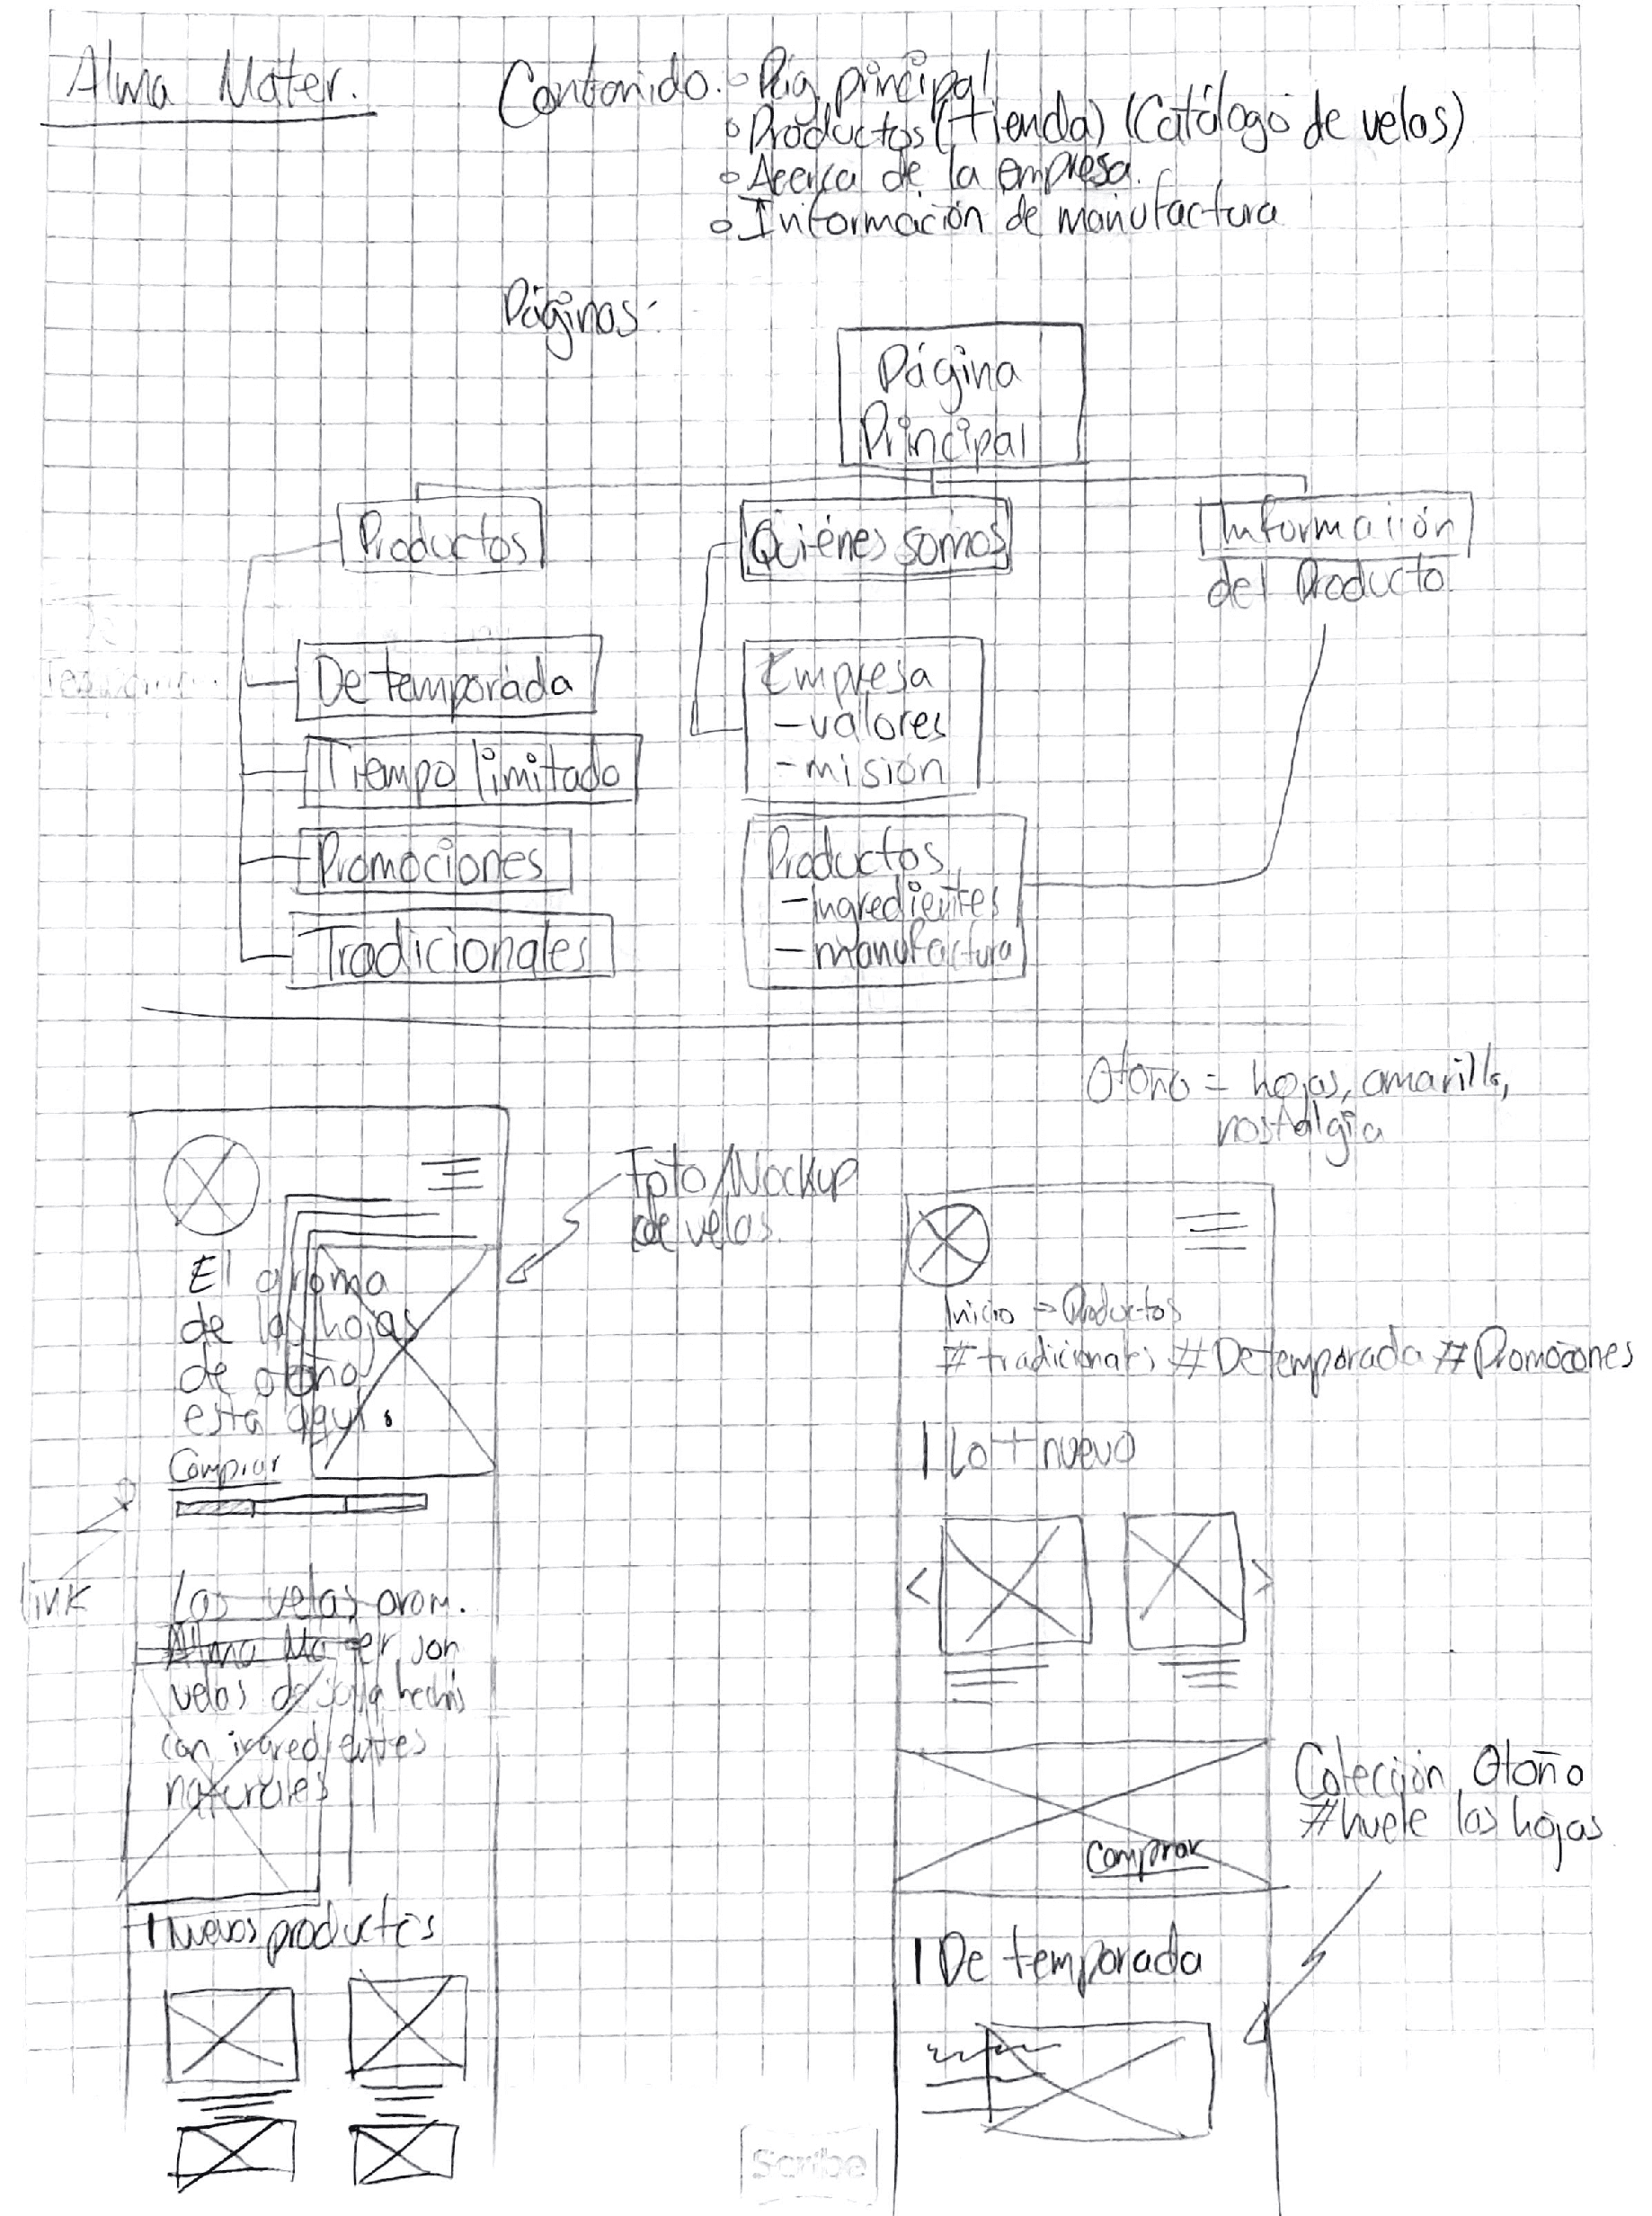 Alma Mater.
Contenido. ◦ Pág. principal
◦ Productos (tienda) (Catálogo de velas)
◦ Acerca de la empresa.
◦ Información de manufactura
Páginas:
Página
Principal
Productos
Quiénes somos
Información
del Producto
De temporada
Tiempo limitado
Promociones
Tradicionales
Empresa
- valores
- misión
Productos
- ingredientes
- manufactura
Otoño = hojas, amarillo,
nostalgia
Foto/Mockup
de velas.
El aroma
de las hojas
de otoño
está aquí.
Comprar
link
Las velas arom.
Alma Mater son
velas de soya hechas
con ingredientes
naturales
| Nuevos productos
Inicio → Productos
#tradicionales #De temporada #Promociones
| Lo + nuevo
< >
Comprar
Colección Otoño
#huele las hojas
| De temporada
Scribe